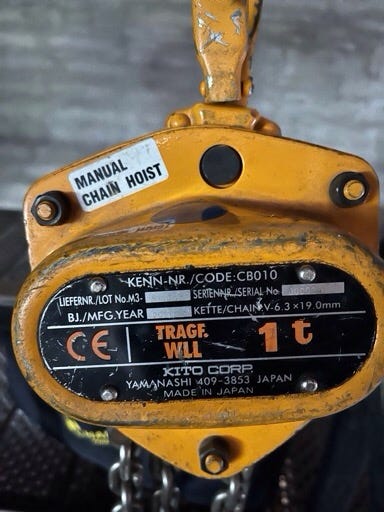 MANUAL
CHAIN HOIST
KENN-NR./CODE:CB010
LIEFERNR./LOT No.M3- SERIENNR./SERIAL No
BJ./MFG.YEAR KETTE/CHAIN.V-6.3×19.0mm
CE TRAGF. 1t
WLL
KITO CORP.
YAMANASHI 409-3853 JAPAN
MADE IN JAPAN